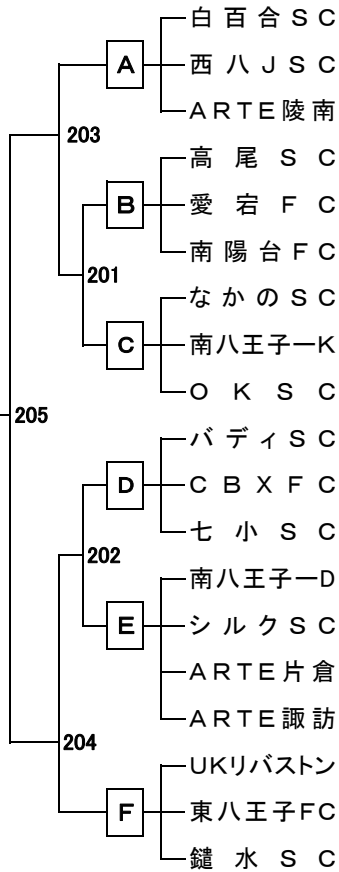 白百合ＳＣ
A
西八ＪＳＣ
ＡＲＴＥ陵南
203
高尾ＳＣ
B
愛宕ＦＣ
南陽台ＦＣ
201
なかのＳＣ
C
南八王子ーK
ＯＫＳＣ
205
バディＳＣ
D
ＣＢＸＦＣ
七小ＳＣ
202
南八王子ーD
E
シルクＳＣ
ＡＲＴＥ片倉
ＡＲＴＥ諏訪
204
UKリバストン
F
東八王子FC
鑓水ＳＣ